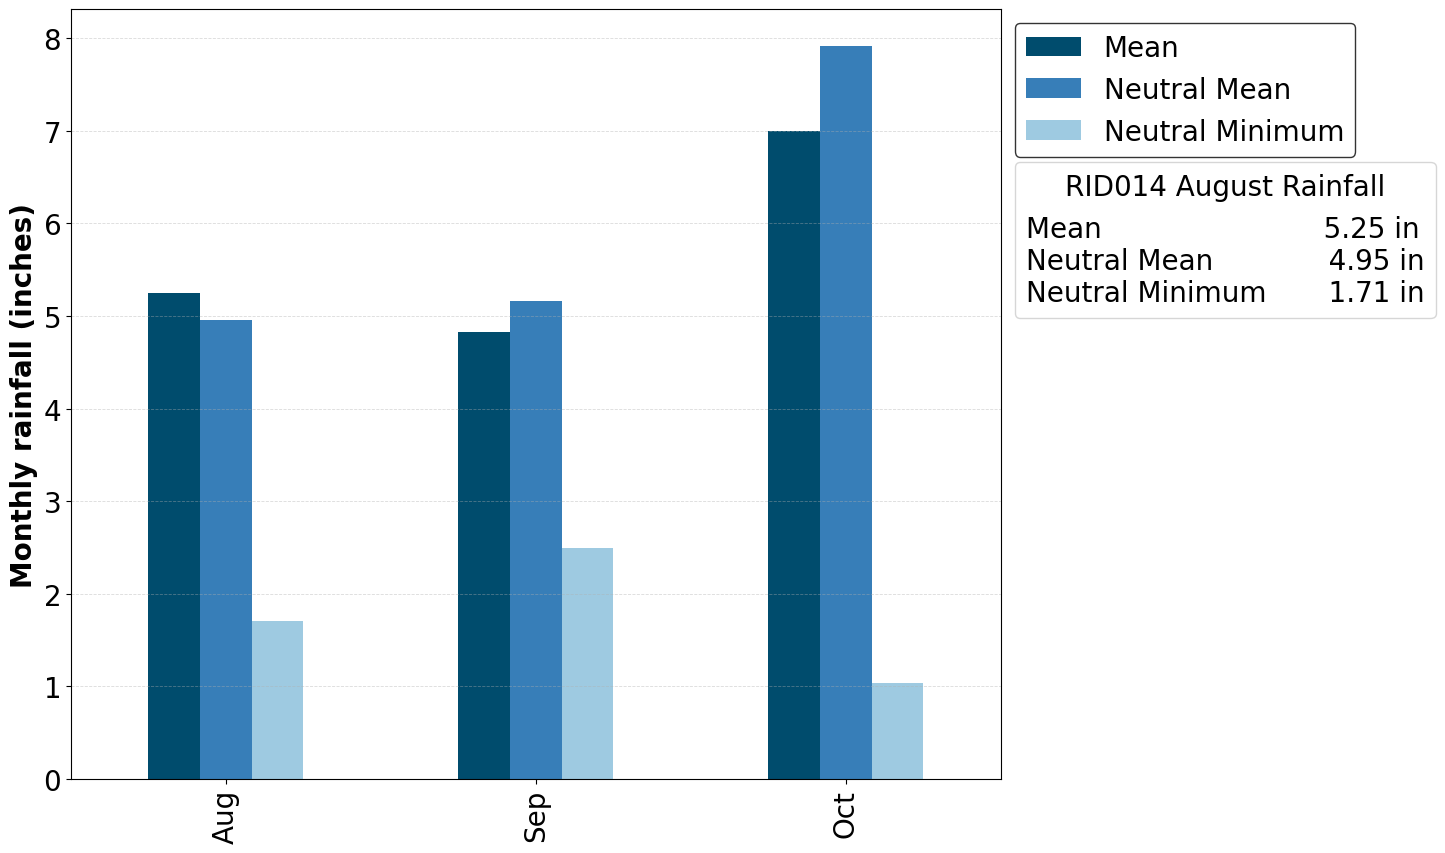 8
7
6
5
4
3
2
1
0
Monthly rainfall (inches)
Aug
Sep
Oct
Mean
Neutral Mean
Neutral Minimum
RID014 August Rainfall
Mean 5.25 in
Neutral Mean 4.95 in
Neutral Minimum 1.71 in